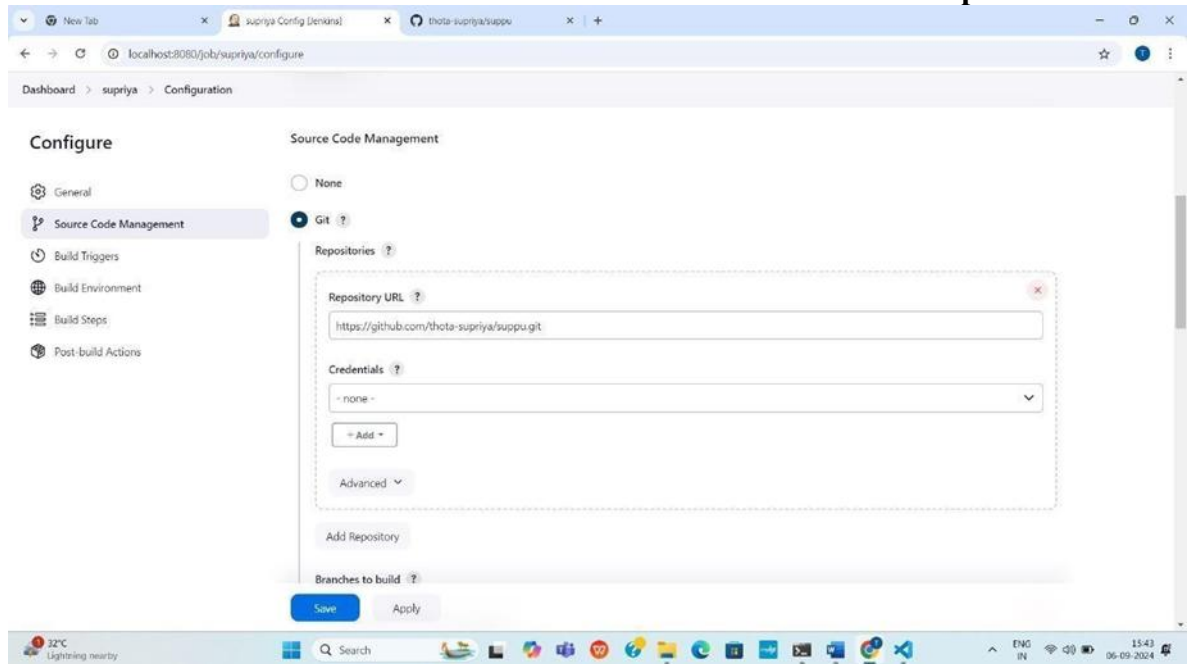 New Tab
supriya Config [Jenkins]
thota-supriya/suppu
localhost:8080/job/supriya/configure
T
Dashboard > supriya > Configuration
Configure
General
Source Code Management
Build Triggers
Build Environment
Build Steps
Post-build Actions
Source Code Management
None
Git ?
Repositories ?
Repository URL ?
https://github.com/thota-supriya/suppu.git
Credentials ?
- none -
+ Add
Advanced
Add Repository
Branches to build ?
Save Apply
1
32°C
Lightning nearby
Search
ENG
IN
15:43
06-09-2024